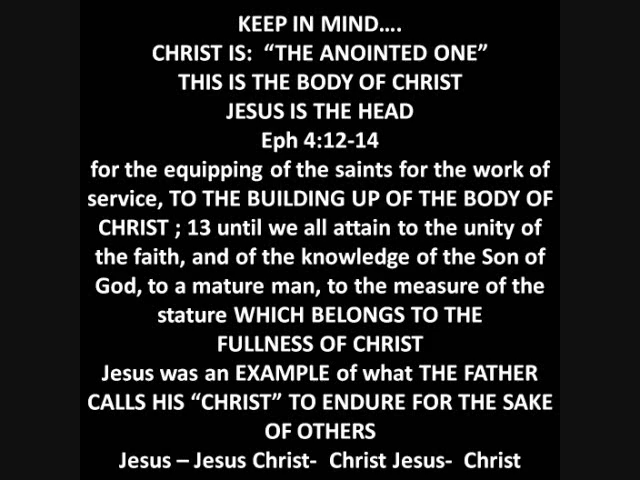 KEEP IN MIND….
CHRIST IS:  “THE ANOINTED ONE”
THIS IS THE BODY OF CHRIST
JESUS IS THE HEAD
Eph 4:12-14
for the equipping of the saints for the work of
service, TO THE BUILDING UP OF THE BODY OF
CHRIST ; 13 until we all attain to the unity of
the faith, and of the knowledge of the Son of
God, to a mature man, to the measure of the
stature WHICH BELONGS TO THE
FULLNESS OF CHRIST
Jesus was an EXAMPLE of what THE FATHER
CALLS HIS “CHRIST” TO ENDURE FOR THE SAKE
OF OTHERS
Jesus – Jesus Christ-  Christ Jesus-  Christ